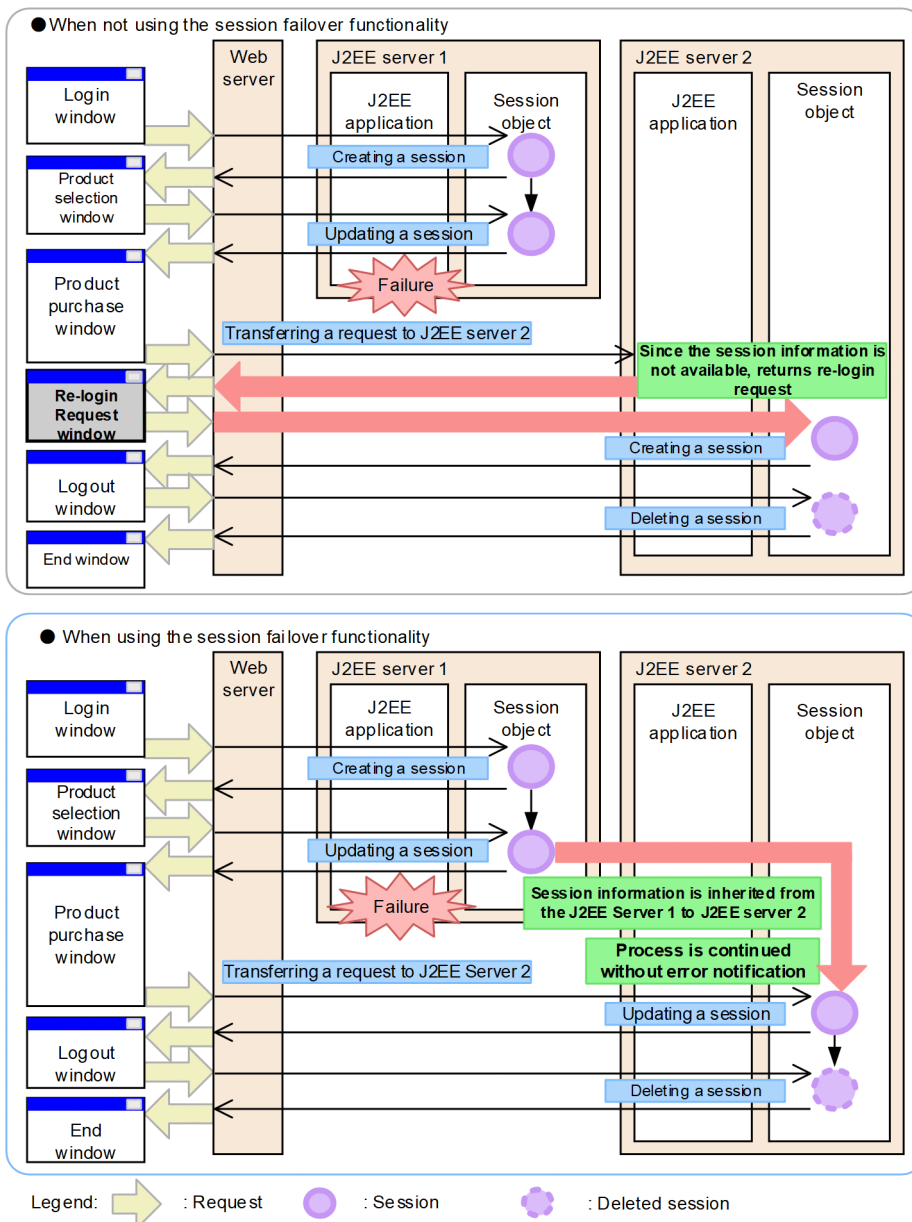 ● When not using the session failover functionality
Web
server
J2EE server 1
J2EE server 2
J2EE
application
Session
object
J2EE
application
Session
object
Login
window
Creating a session
Product
selection
window
Updating a session
Product
purchase
window
Failure
Transferring a request to J2EE server 2
Since the session information is
not available, returns re-login
request
Re-login
Request
window
Creating a session
Logout
window
Deleting a session
End window
● When using the session failover functionality
Web
server
J2EE server 1
J2EE server 2
J2EE
application
Session
object
J2EE
application
Session
object
Login
window
Creating a session
Product
selection
window
Updating a session
Product
purchase
window
Failure
Session information is inherited from
the J2EE Server 1 to J2EE server 2
Process is continued
without error notification
Transferring a request to J2EE Server 2
Updating a session
Logout
window
Deleting a session
End
window
Legend: : Request : Session : Deleted session